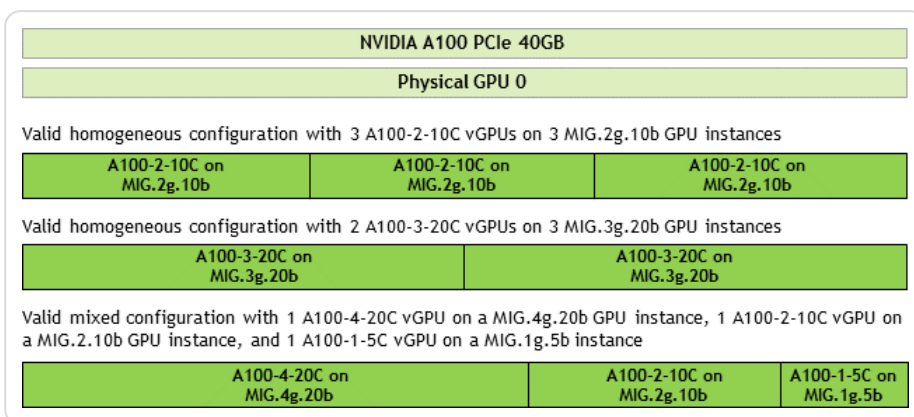 NVIDIA A100 PCIe 40GB
Physical GPU 0
Valid homogeneous configuration with 3 A100-2-10C vGPUs on 3 MIG.2g.10b GPU instances
A100-2-10C on
MIG.2g.10b
A100-2-10C on
MIG.2g.10b
A100-2-10C on
MIG.2g.10b
Valid homogeneous configuration with 2 A100-3-20C vGPUs on 3 MIG.3g.20b GPU instances
A100-3-20C on
MIG.3g.20b
A100-3-20C on
MIG.3g.20b
Valid mixed configuration with 1 A100-4-20C vGPU on a MIG.4g.20b GPU instance, 1 A100-2-10C vGPU on
a MIG.2.10b GPU instance, and 1 A100-1-5C vGPU on a MIG.1g.5b instance
A100-4-20C on
MIG.4g.20b
A100-2-10C on
MIG.2g.10b
A100-1-5C on
MIG.1g.5b